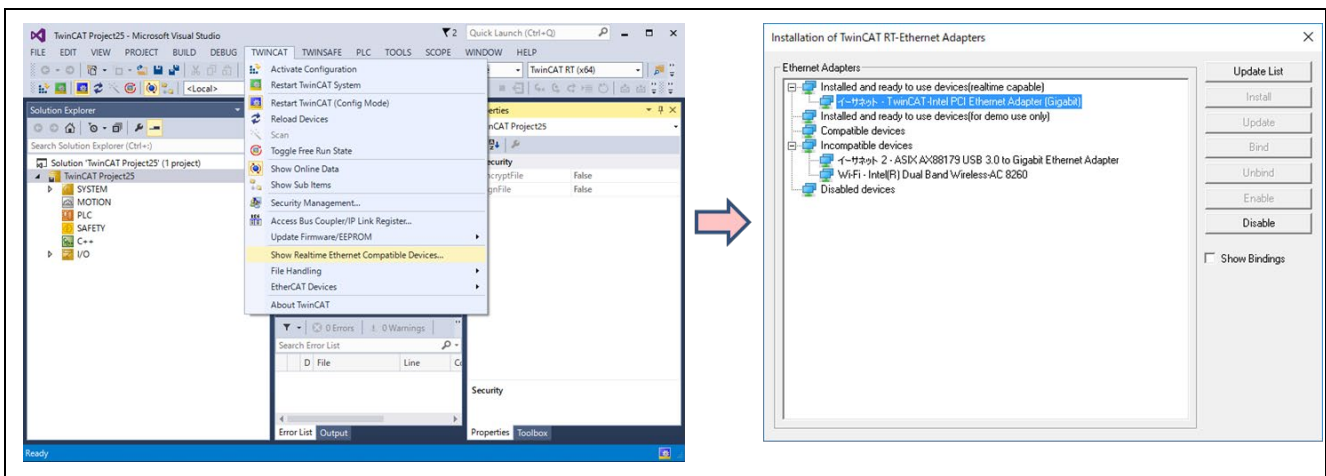 TwinCAT Project25 - Microsoft Visual Studio
2
Quick Launch (Ctrl+Q)
FILE EDIT VIEW PROJECT BUILD DEBUG TWINCAT TWINSAFE PLC TOOLS SCOPE WINDOW HELP
TwinCAT RT (x64)
<Local>
Solution Explorer
Search Solution Explorer (Ctrl+;)
Solution 'TwinCAT Project25' (1 project)
TwinCAT Project25
SYSTEM
MOTION
PLC
SAFETY
C++
I/O
Activate Configuration
Restart TwinCAT System
Restart TwinCAT (Config Mode)
Reload Devices
Scan
Toggle Free Run State
Show Online Data
Show Sub Items
Security Management...
Access Bus Coupler/IP Link Register...
Update Firmware/EEPROM
Show Realtime Ethernet Compatible Devices...
File Handling
EtherCAT Devices
About TwinCAT
erties
nCAT Project25
ecurity
ncryptFile False
gnFile False
0 Errors 0 Warnings
Search Error List
D File Line
Security
Error List Output
Properties Toolbox
Ready
Installation of TwinCAT RT-Ethernet Adapters
Ethernet Adapters
Installed and ready to use devices(realtime capable)
イーサネット - TwinCAT-Intel PCI Ethernet Adapter (Gigabit)
Installed and ready to use devices(for demo use only)
Compatible devices
Incompatible devices
イーサネット 2 - ASIX AX88179 USB 3.0 to Gigabit Ethernet Adapter
Wi-Fi - Intel(R) Dual Band Wireless-AC 8260
Disabled devices
Update List
Install
Update
Bind
Unbind
Enable
Disable
Show Bindings